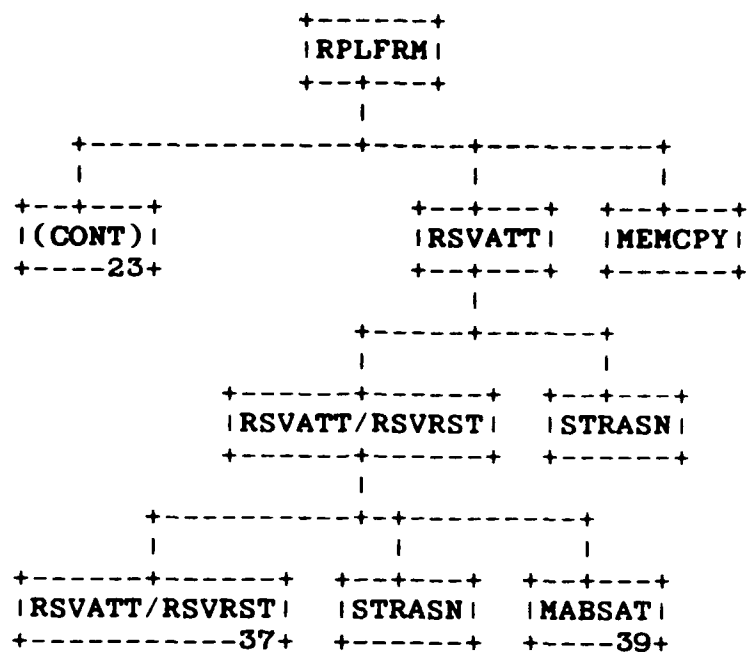 RPLFRM
(CONT) RSVATT MEMCPY
23
RSVATT/RSVRST STRASN
RSVATT/RSVRST STRASN MABSAT
37 39